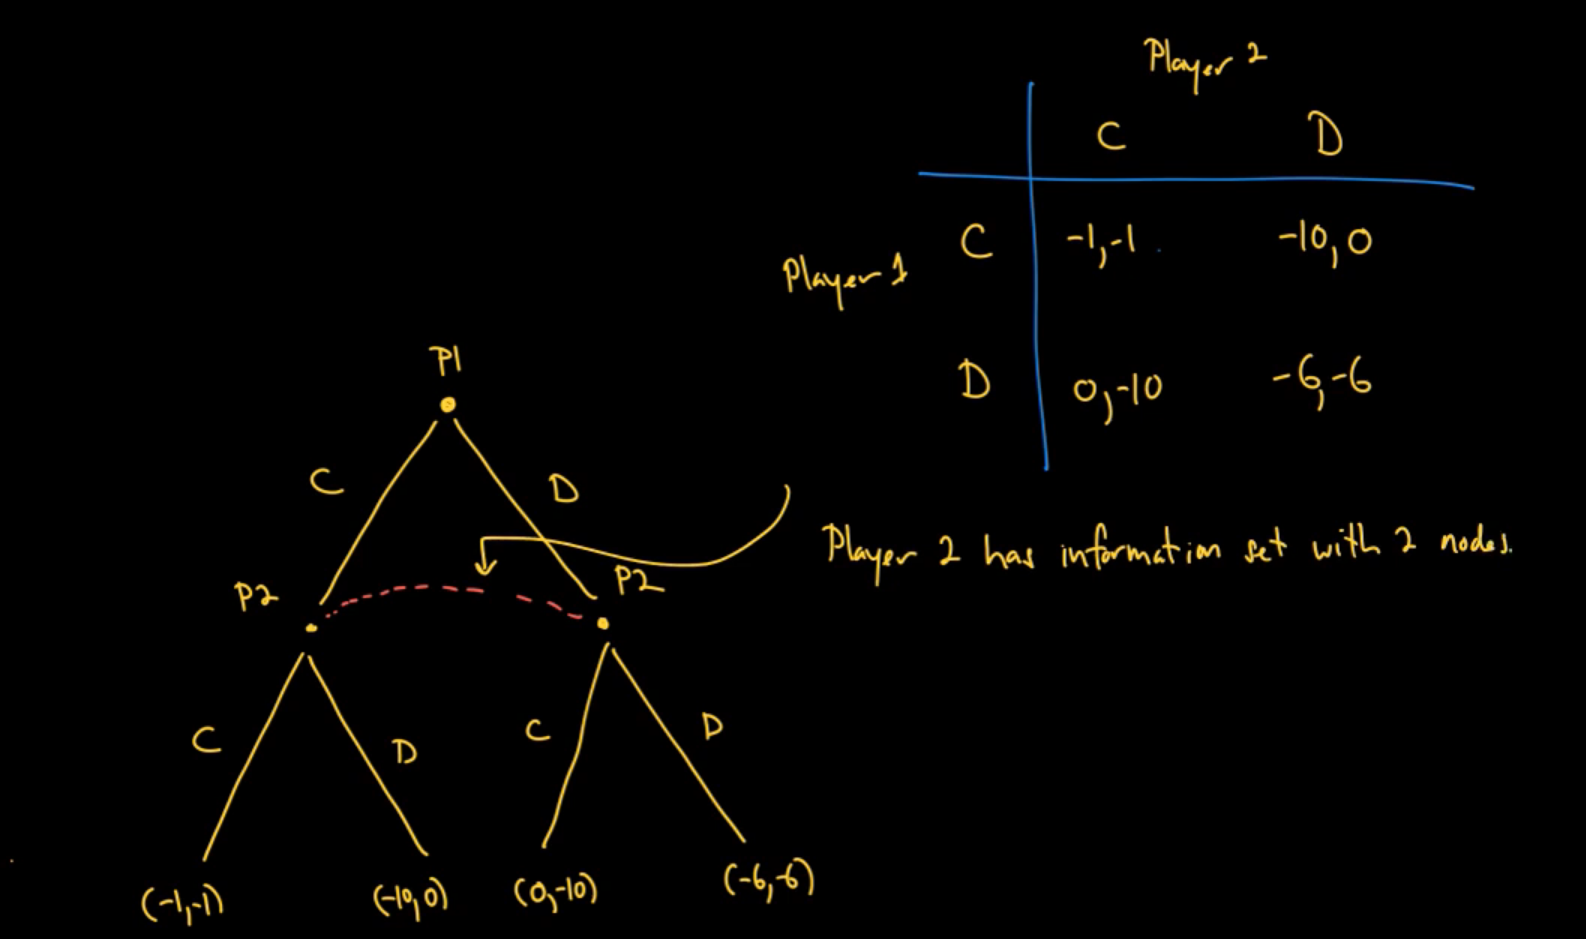 Player 2
C D
Player 1 C -1,-1 -10,0
D 0,-10 -6,-6
P1
C D
Player 2 has information set with 2 nodes.
P2 P2
C D C D
(-1,-1) (-10,0) (0,-10) (-6,-6)